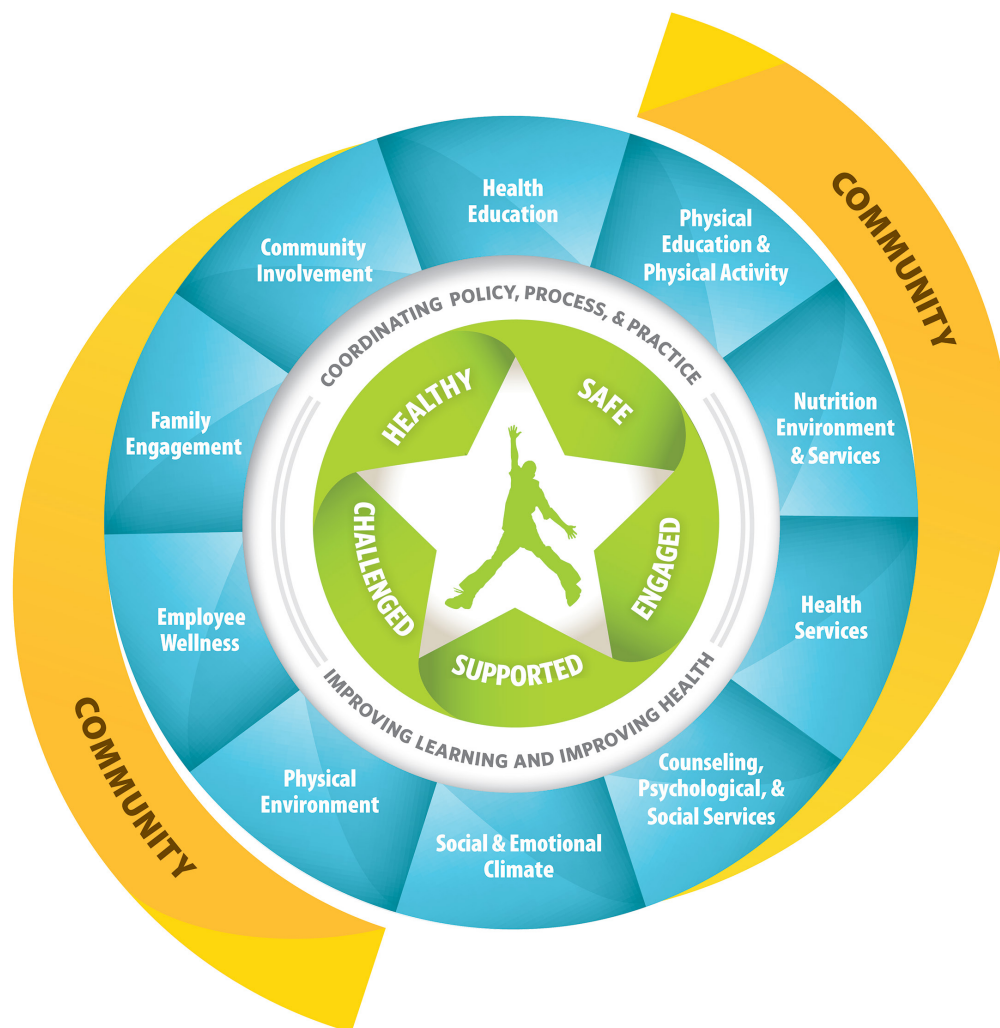 COMMUNITY
Health
Education
Physical
Education &
Physical Activity
Nutrition
Environment
& Services
Health
Services
Counseling,
Psychological, &
Social Services
Social & Emotional
Climate
Physical
Environment
Employee
Wellness
Family
Engagement
Community
Involvement
COORDINATING POLICY, PROCESS, & PRACTICE
HEALTHY
SAFE
ENGAGED
SUPPORTED
CHALLENGED
IMPROVING LEARNING AND IMPROVING HEALTH
COMMUNITY